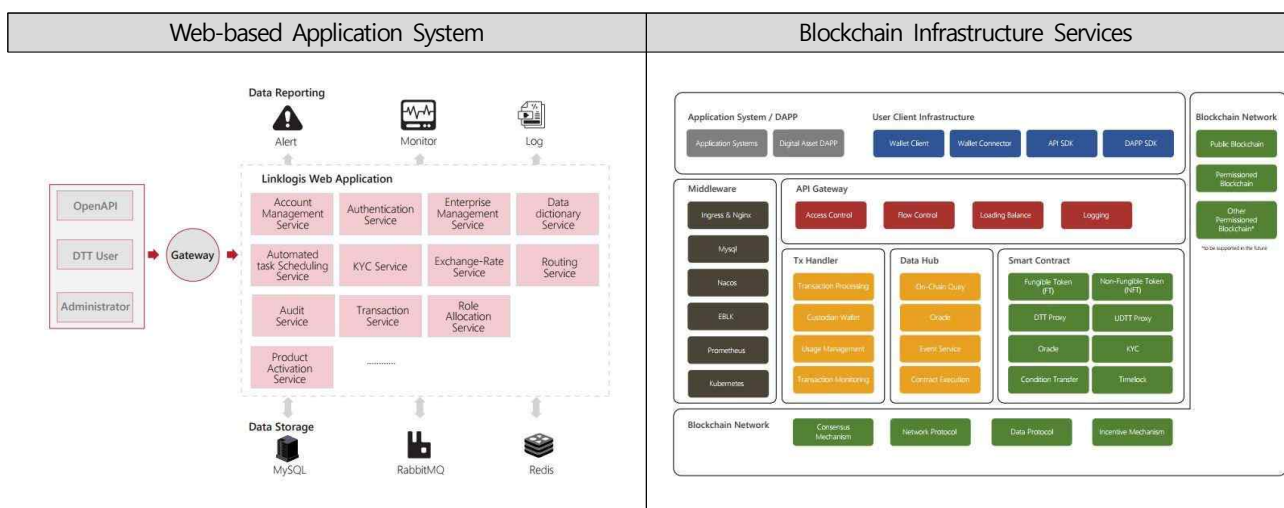 Web-based Application System
Blockchain Infrastructure Services
Data Reporting
Alert
Monitor
Log
Linklogis Web Application
OpenAPI
DTT User
Administrator
Gateway
Account
Management
Service
Authentication
Service
Enterprise
Management
Service
Data
dictionary
Service
Automated
task Scheduling
Service
KYC Service
Exchange-Rate
Service
Routing
Service
Audit
Service
Transaction
Service
Role
Allocation
Service
Product
Activation
Service
............
Data Storage
MySQL
RabbitMQ
Redis
Application System / DAPP
Application Systems
Digital Asset DAPP
User Client Infrastructure
Wallet Client
Wallet Connector
API SDK
DAPP SDK
Blockchain Network
Public Blockchain
Permissioned
Blockchain
Other
Permissioned
Blockchain*
*to be supported in the future
Middleware
Ingress & Nginx
Mysql
Nacos
EBLK
Prometheus
Kubernetes
API Gateway
Access Control
Flow Control
Loading Balance
Logging
Tx Handler
Transaction Processing
Custodian Wallet
Usage Management
Transaction Monitoring
Data Hub
On-Chain Quay
Oracle
Event Service
Contract Execution
Smart Contract
Fungible Token
(FT)
Non-Fungible Token
(NFT)
DTT Proxy
UDTT Proxy
Oracle
KYC
Condition Transfer
Timelock
Blockchain Network
Consensus
Mechanism
Network Protocol
Data Protocol
Incentive Mechanism